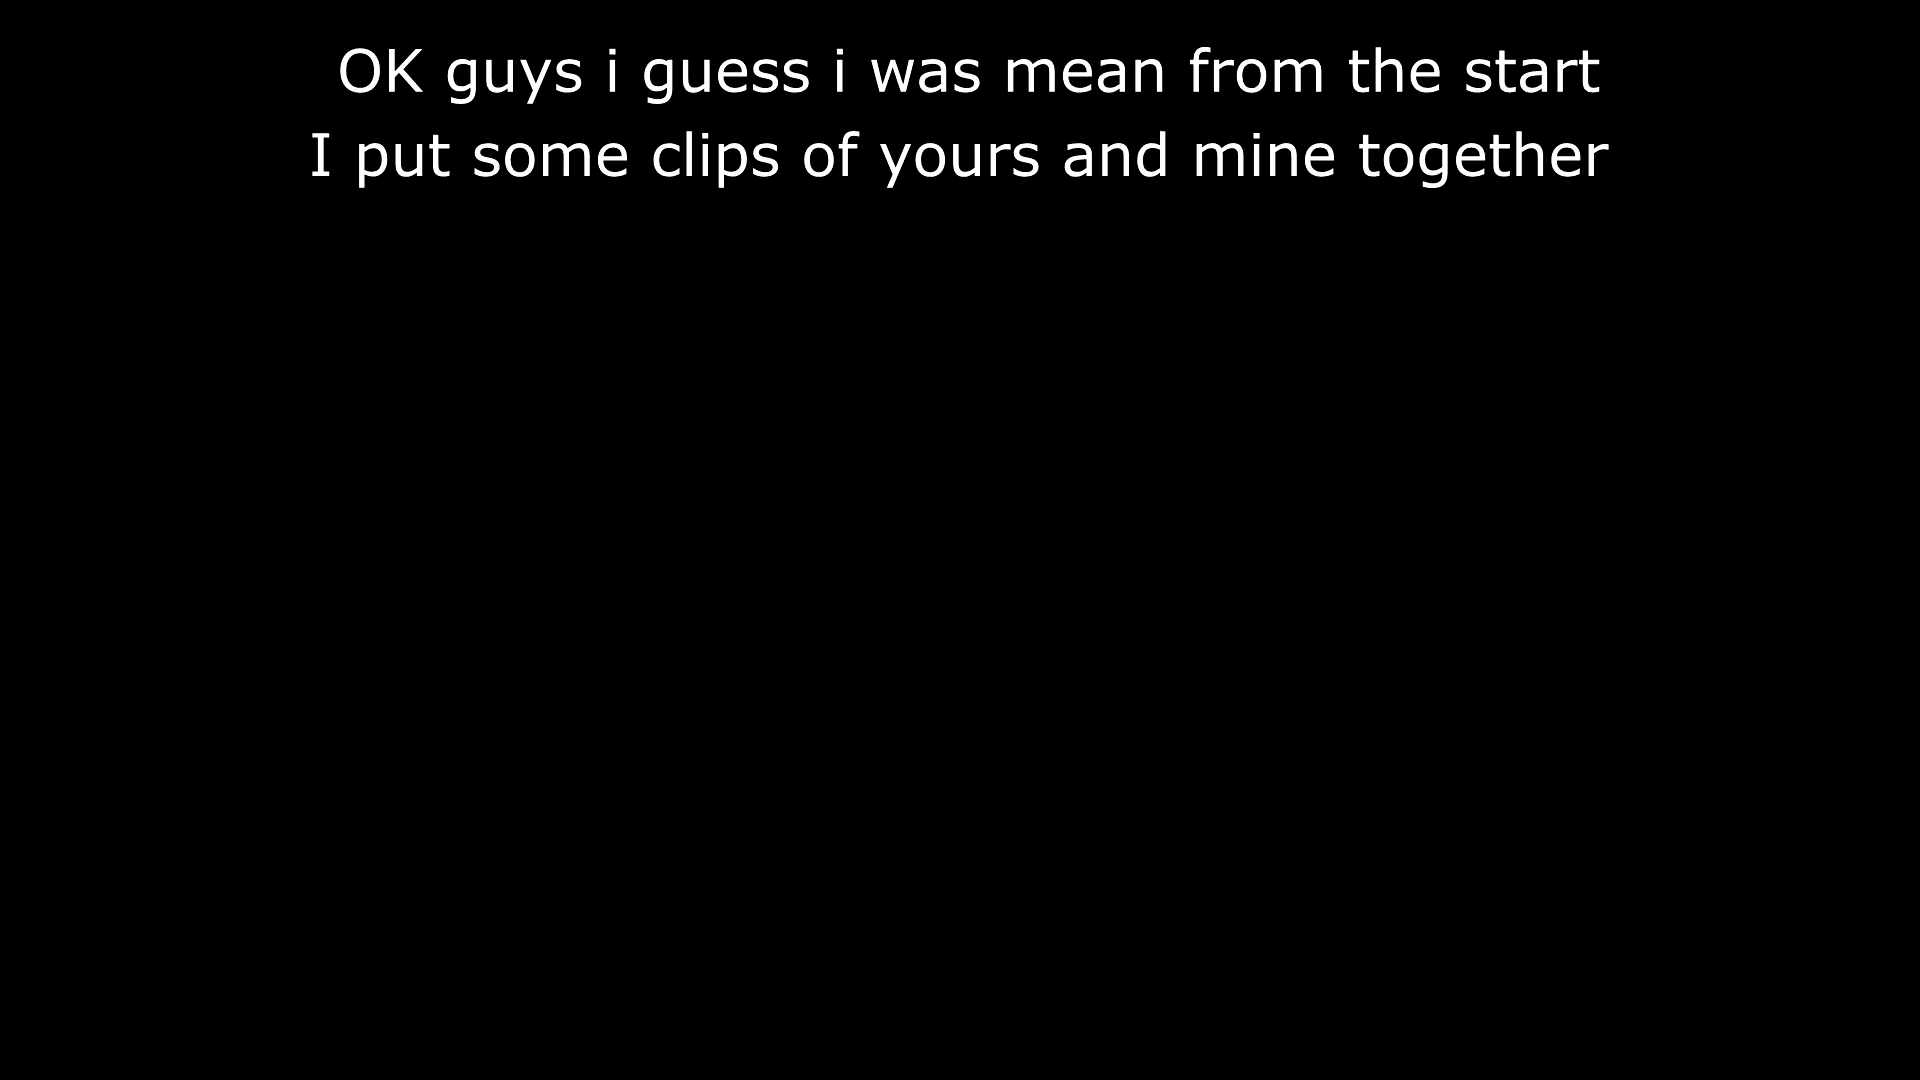 OK guys i guess i was mean from the start
I put some clips of yours and mine together